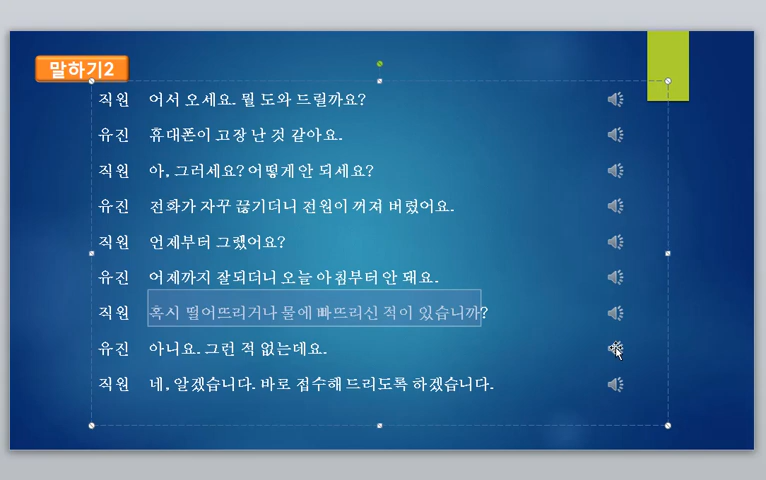 말하기2
직원 어서 오세요. 뭘 도와 드릴까요?
유진 휴대폰이 고장 난 것 같아요.
직원 아. 그러세요? 어떻게 안 되세요?
유진 전화가 자꾸 끊기더니 전원이 꺼져 버렸어요.
직원 언제부터 그랬어요?
유진 어제까지 잘되더니 오늘 아침부터 안 돼요.
직원 혹시 떨어뜨리거나 물에 빠뜨리신 적이 있습니까?
유진 아니요. 그런 적 없는데요.
직원 네. 알겠습니다. 바로 접수해 드리도록 하겠습니다.